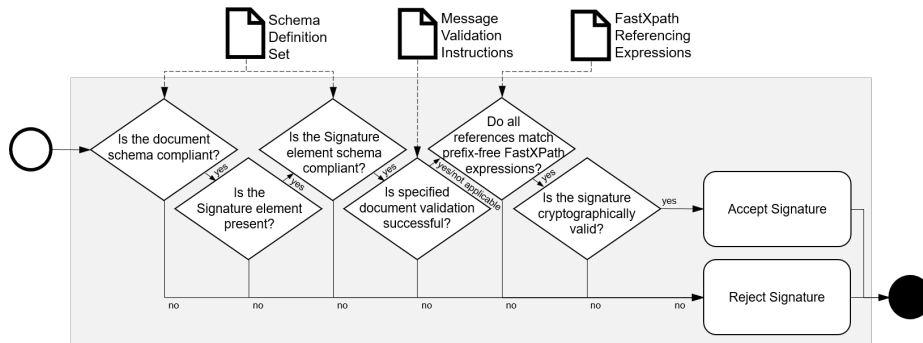 Schema
Definition
Set
Message
Validation
Instructions
FastXpath
Referencing
Expressions
Is the document
schema compliant?
yes
Is the
Signature element
present?
yes
Is the Signature
element schema
compliant?
yes
Is specified
document validation
successful?
yes/not applicable
Do all
references match
prefix-free FastXPath
expressions?
yes
Is the signature
cryptographically
valid?
yes
Accept Signature
no
no
no
no
no
no
no
Reject Signature